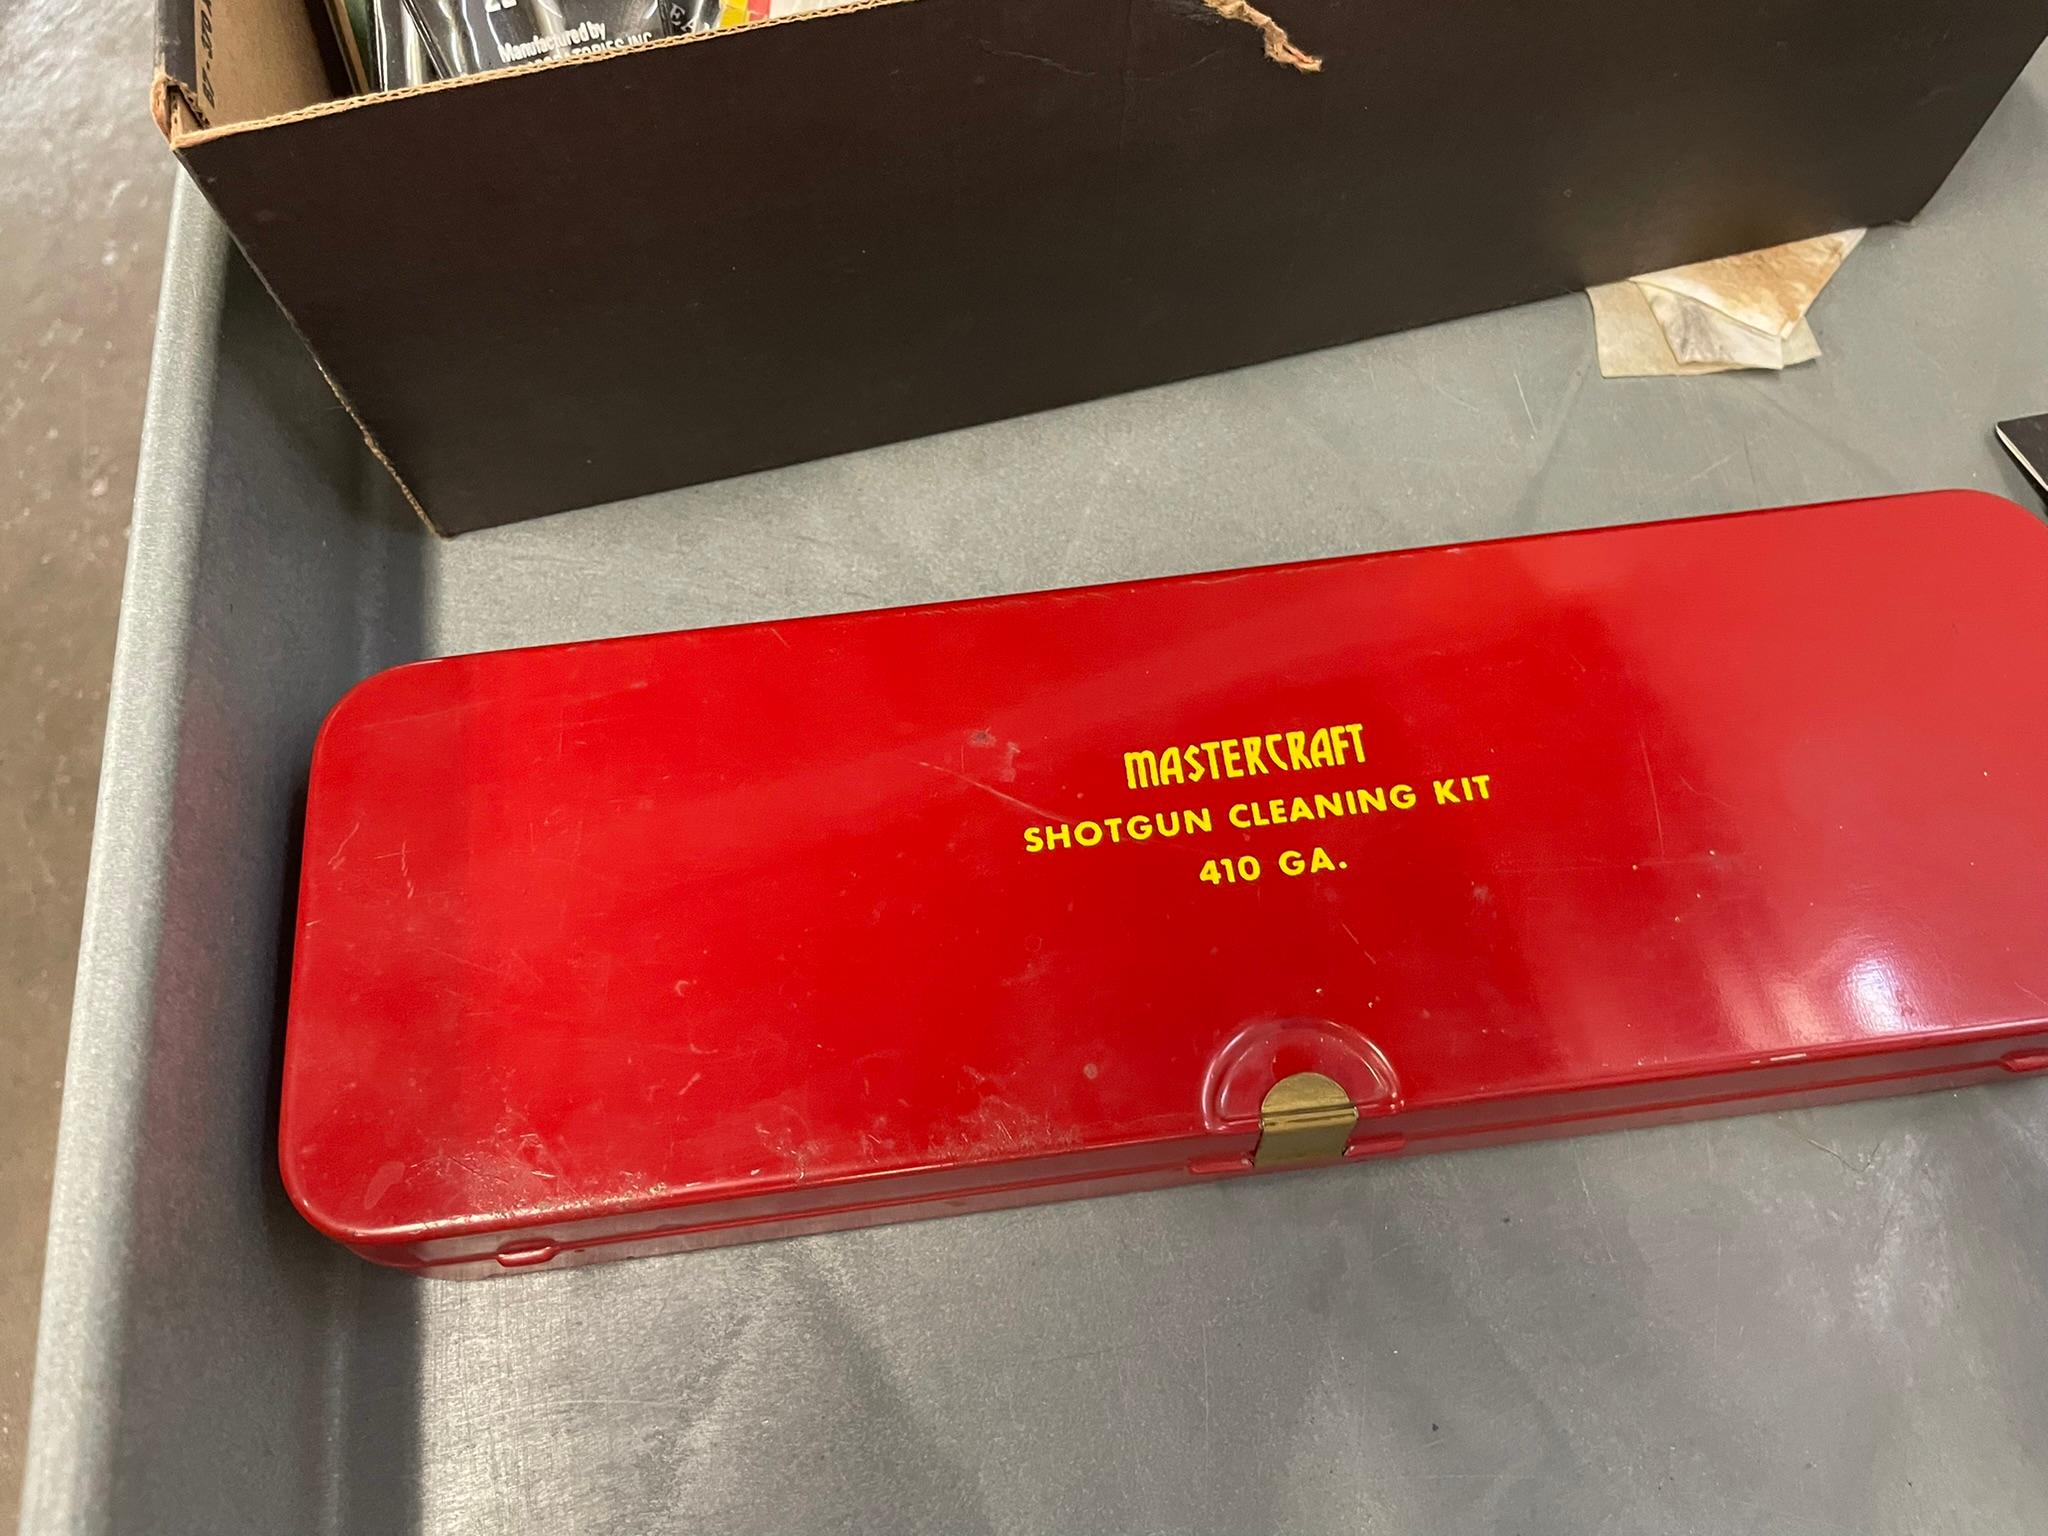 Manufactured by
MASTERCRAFT
SHOTGUN CLEANING KIT
410 GA.